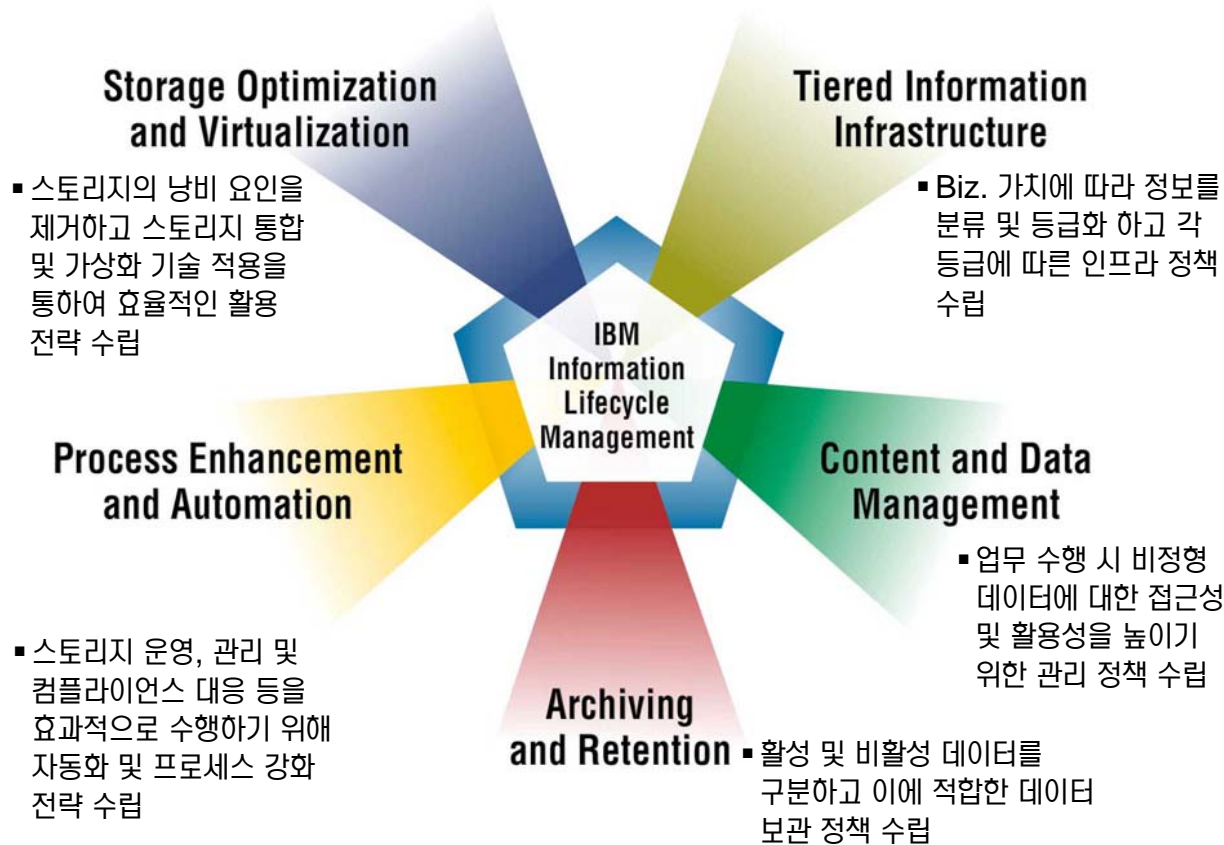 Storage Optimization
and Virtualization
▪ 스토리지의 낭비 요인을
제거하고 스토리지 통합
및 가상화 기술 적용을
통하여 효율적인 활용
전략 수립
Tiered Information
Infrastructure
▪ Biz. 가치에 따라 정보를
분류 및 등급화 하고 각
등급에 따른 인프라 정책
수립
IBM
Information
Lifecycle
Management
Process Enhancement
and Automation
▪ 스토리지 운영, 관리 및
컴플라이언스 대응 등을
효과적으로 수행하기 위해
자동화 및 프로세스 강화
전략 수립
Content and Data
Management
▪ 업무 수행 시 비정형
데이터에 대한 접근성
및 활용성을 높이기
위한 관리 정책 수립
Archiving
and Retention
▪ 활성 및 비활성 데이터를
구분하고 이에 적합한 데이터
보관 정책 수립